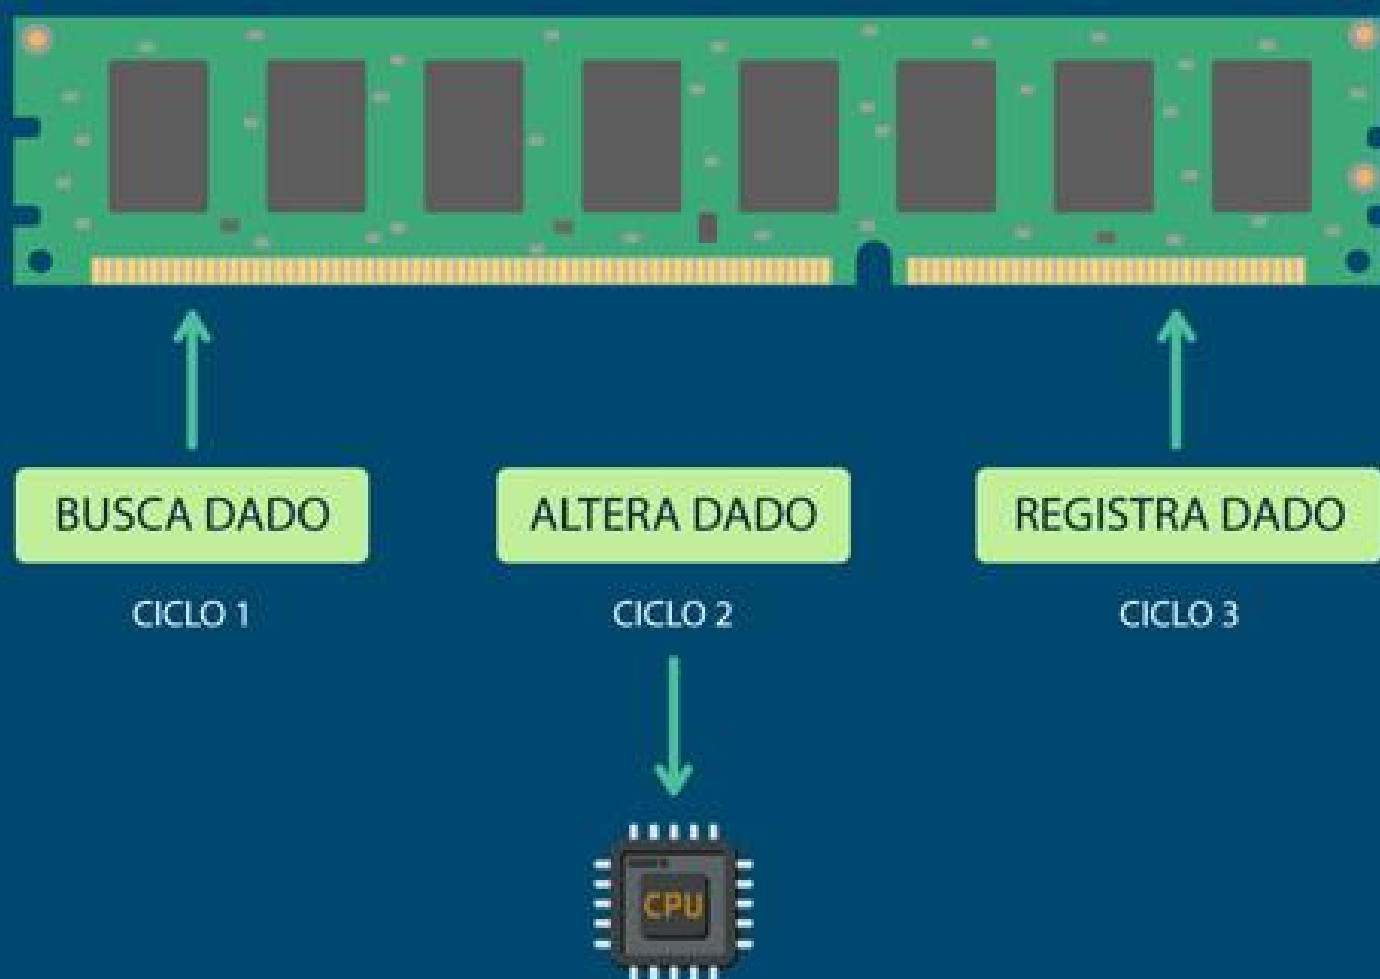 BUSCA DADO
ALTERA DADO
REGISTRA DADO
CICLO 1
CICLO 2
CICLO 3
CPU